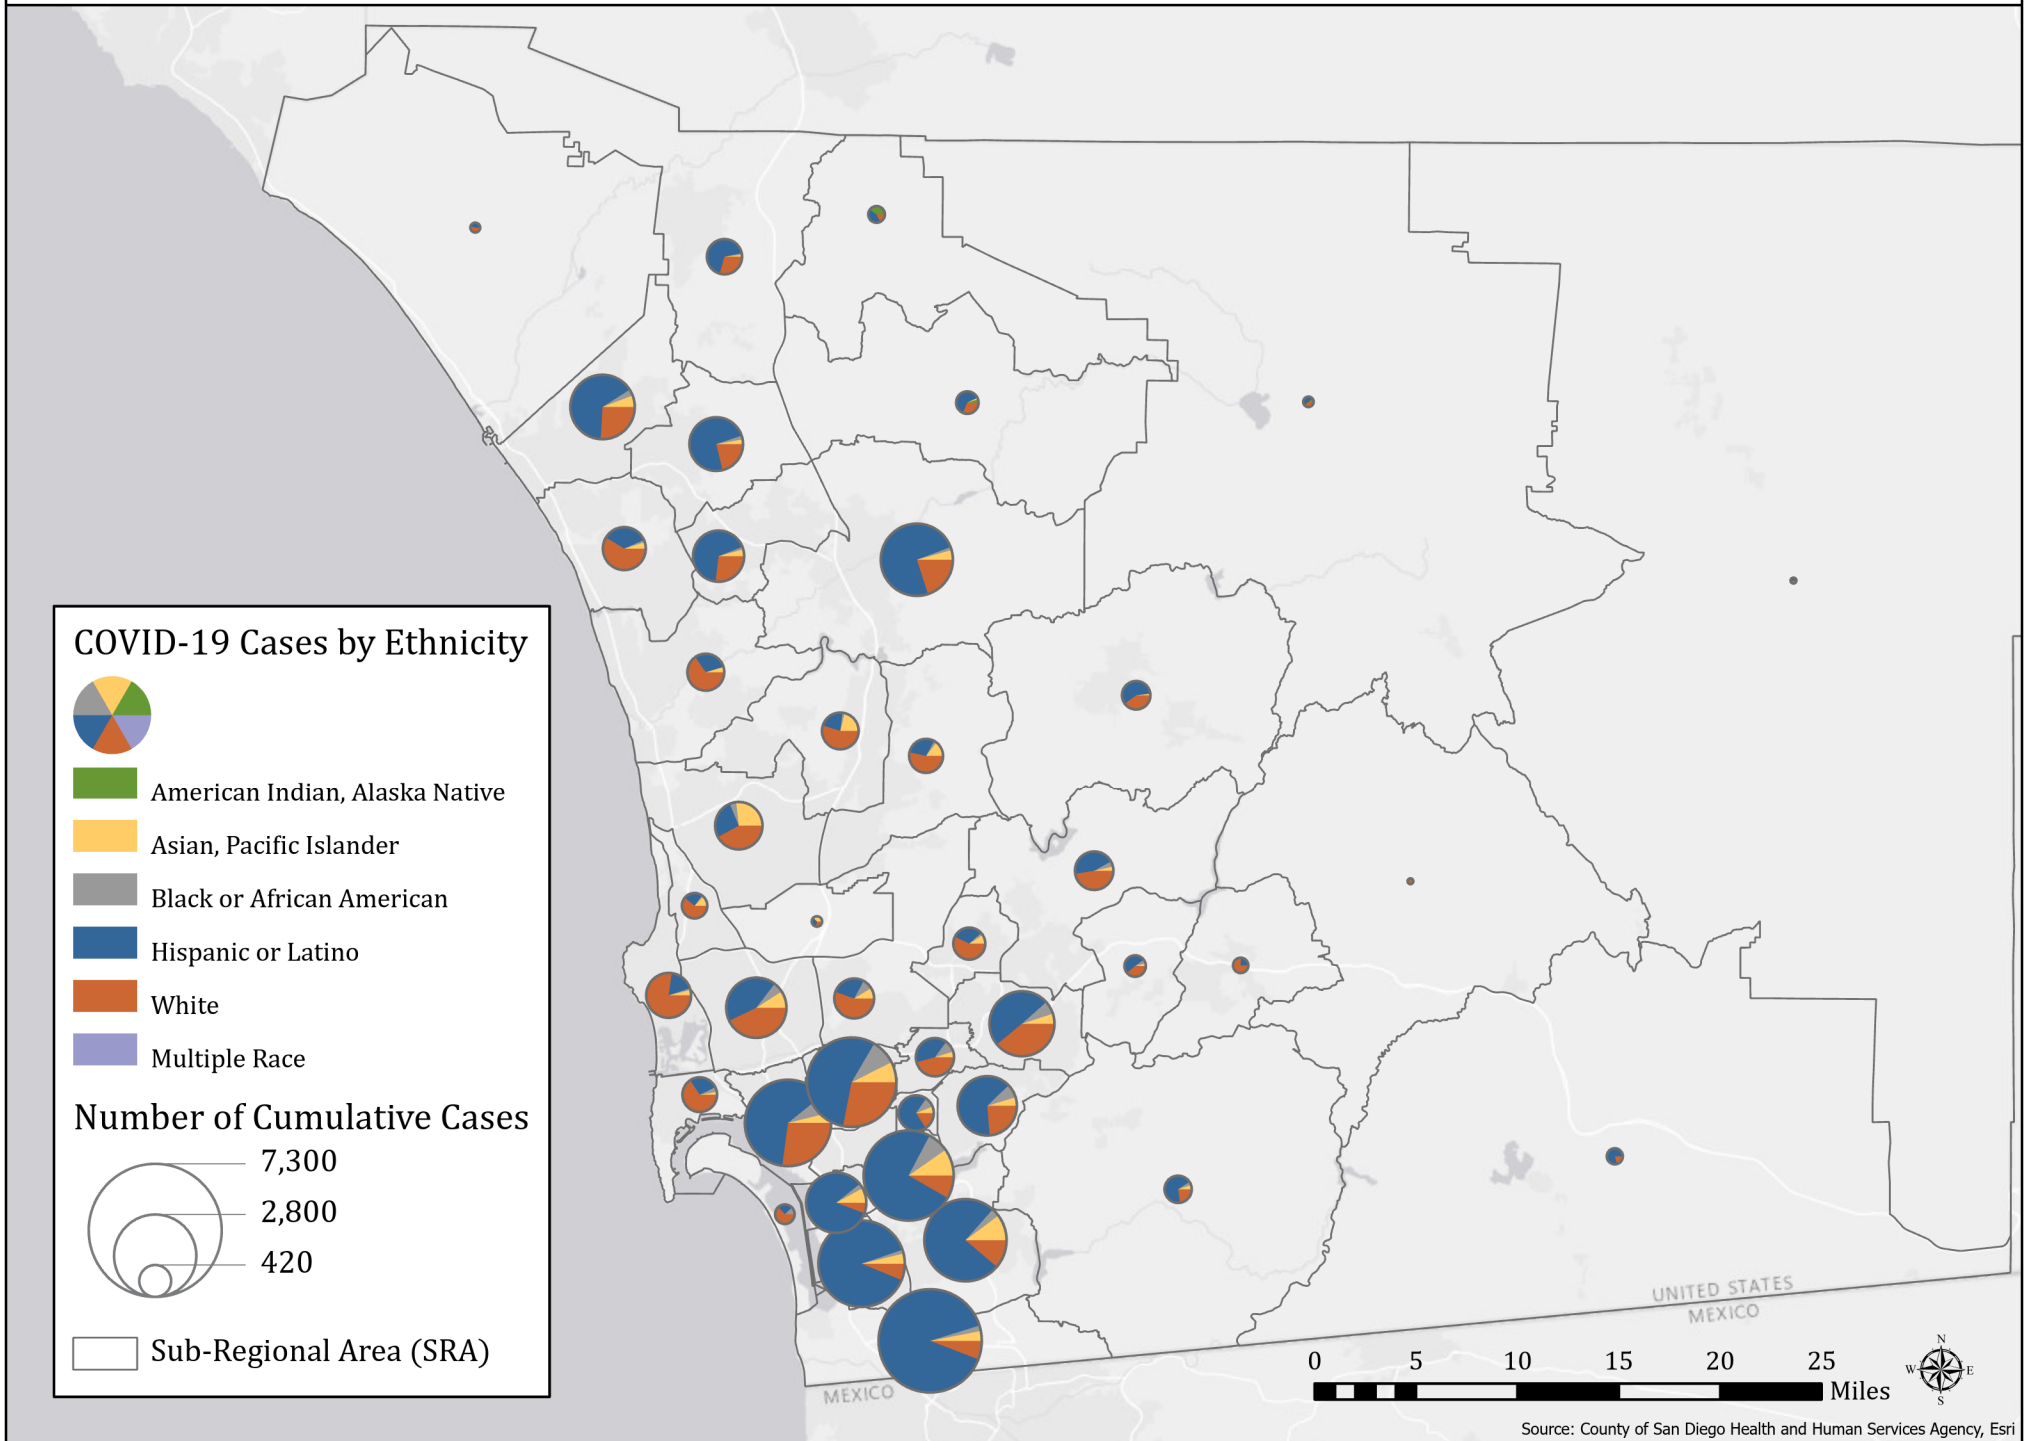 COVID-19 Cases by Ethnicity
American Indian, Alaska Native
Asian, Pacific Islander
Black or African American
Hispanic or Latino
White
Multiple Race
Number of Cumulative Cases
7,300
2,800
420
Sub-Regional Area (SRA)
UNITED STATES
MEXICO
MEXICO
0 5 10 15 20 25
Miles
N
W E
S
Source: County of San Diego Health and Human Services Agency, Esri